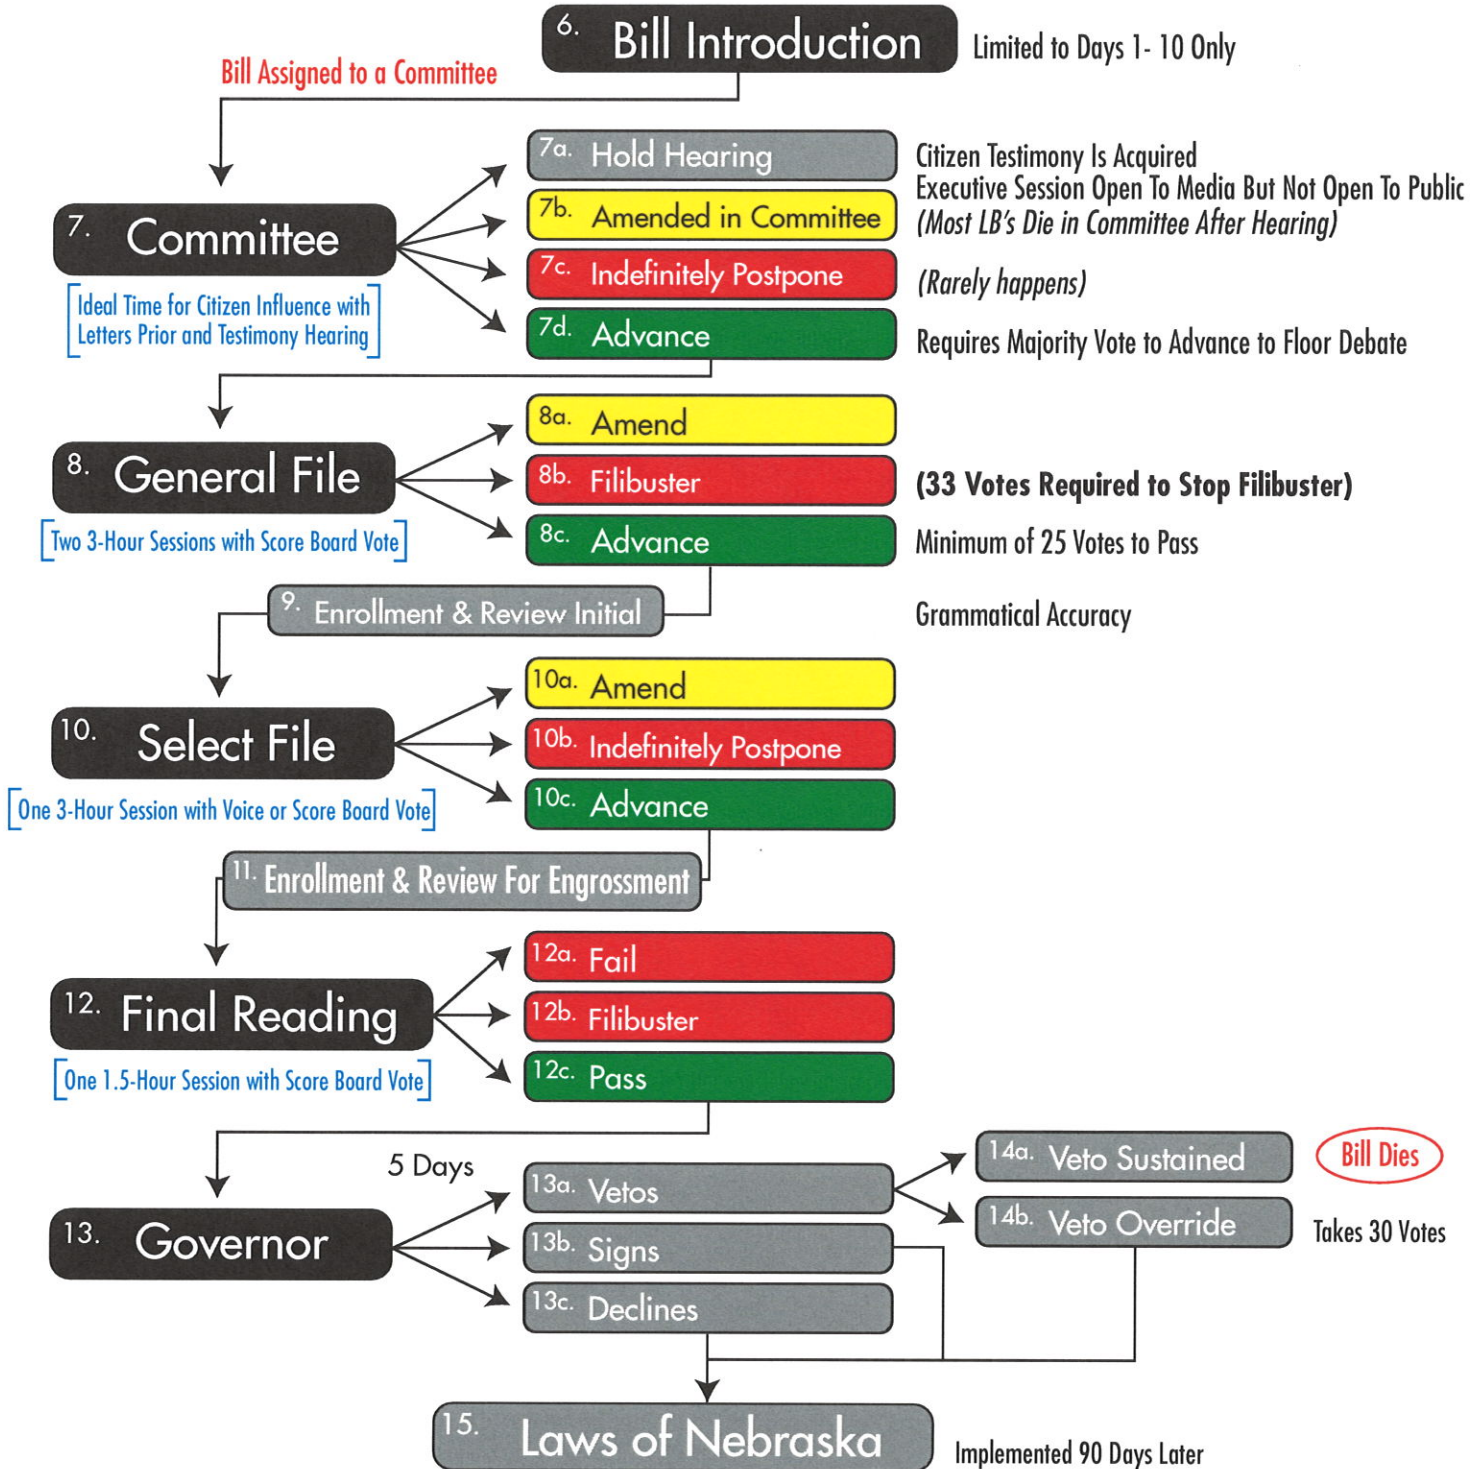 6. Bill Introduction
Limited to Days 1- 10 Only
Bill Assigned to a Committee
7. Committee
[Ideal Time for Citizen Influence with
Letters Prior and Testimony Hearing]
7a. Hold Hearing
Citizen Testimony Is Acquired
Executive Session Open To Media But Not Open To Public
7b. Amended in Committee
(Most LB's Die in Committee After Hearing)
7c. Indefinitely Postpone
(Rarely happens)
7d. Advance
Requires Majority Vote to Advance to Floor Debate
8. General File
[Two 3-Hour Sessions with Score Board Vote]
8a. Amend
8b. Filibuster
(33 Votes Required to Stop Filibuster)
8c. Advance
Minimum of 25 Votes to Pass
9. Enrollment & Review Initial
Grammatical Accuracy
10. Select File
[One 3-Hour Session with Voice or Score Board Vote]
10a. Amend
10b. Indefinitely Postpone
10c. Advance
11. Enrollment & Review For Engrossment
12. Final Reading
[One 1.5-Hour Session with Score Board Vote]
12a. Fail
12b. Filibuster
12c. Pass
5 Days
13. Governor
13a. Vetos
13b. Signs
13c. Declines
14a. Veto Sustained
Bill Dies
14b. Veto Override
Takes 30 Votes
15. Laws of Nebraska
Implemented 90 Days Later